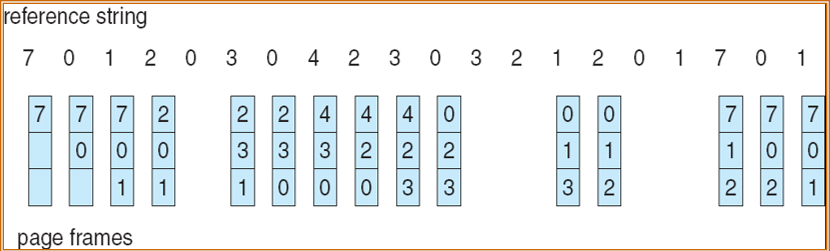 reference string
7 0 1 2 0 3 0 4 2 3 0 3 2 1 2 0 1 7 0 1
7 7 7 2 2 2 4 4 4 0 0 0 7 7 7
0 0 0 3 3 3 2 2 2 1 1 1 0 0
1 1 1 0 0 0 3 3 3 2 2 2 1
page frames